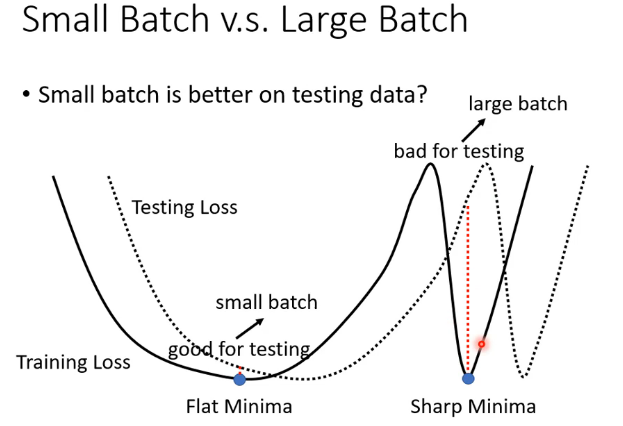 Small Batch v.s. Large Batch
• Small batch is better on testing data?
large batch
bad for testing
Testing Loss
small batch
good for testing
Training Loss
Flat Minima
Sharp Minima